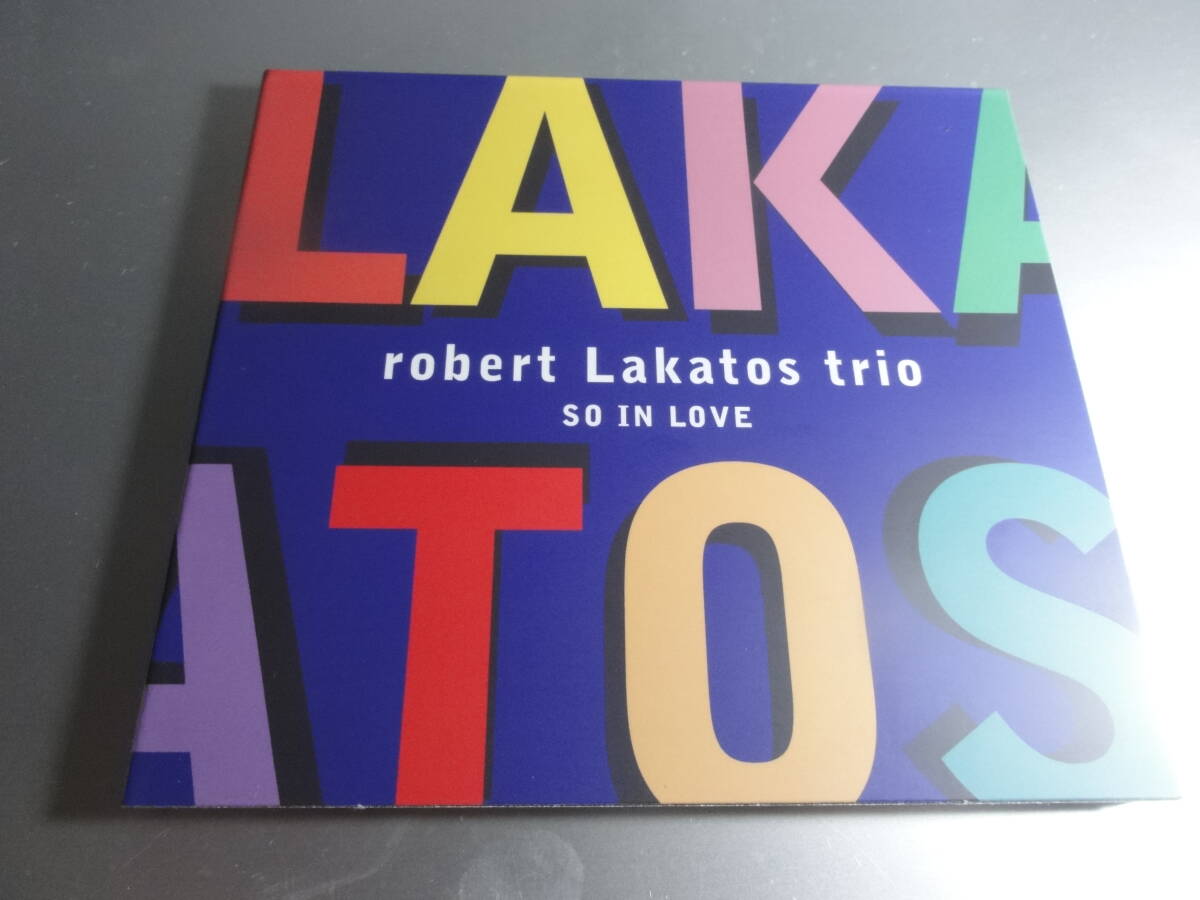 LAKA
robert Lakatos trio
SO IN LOVE
ATOS